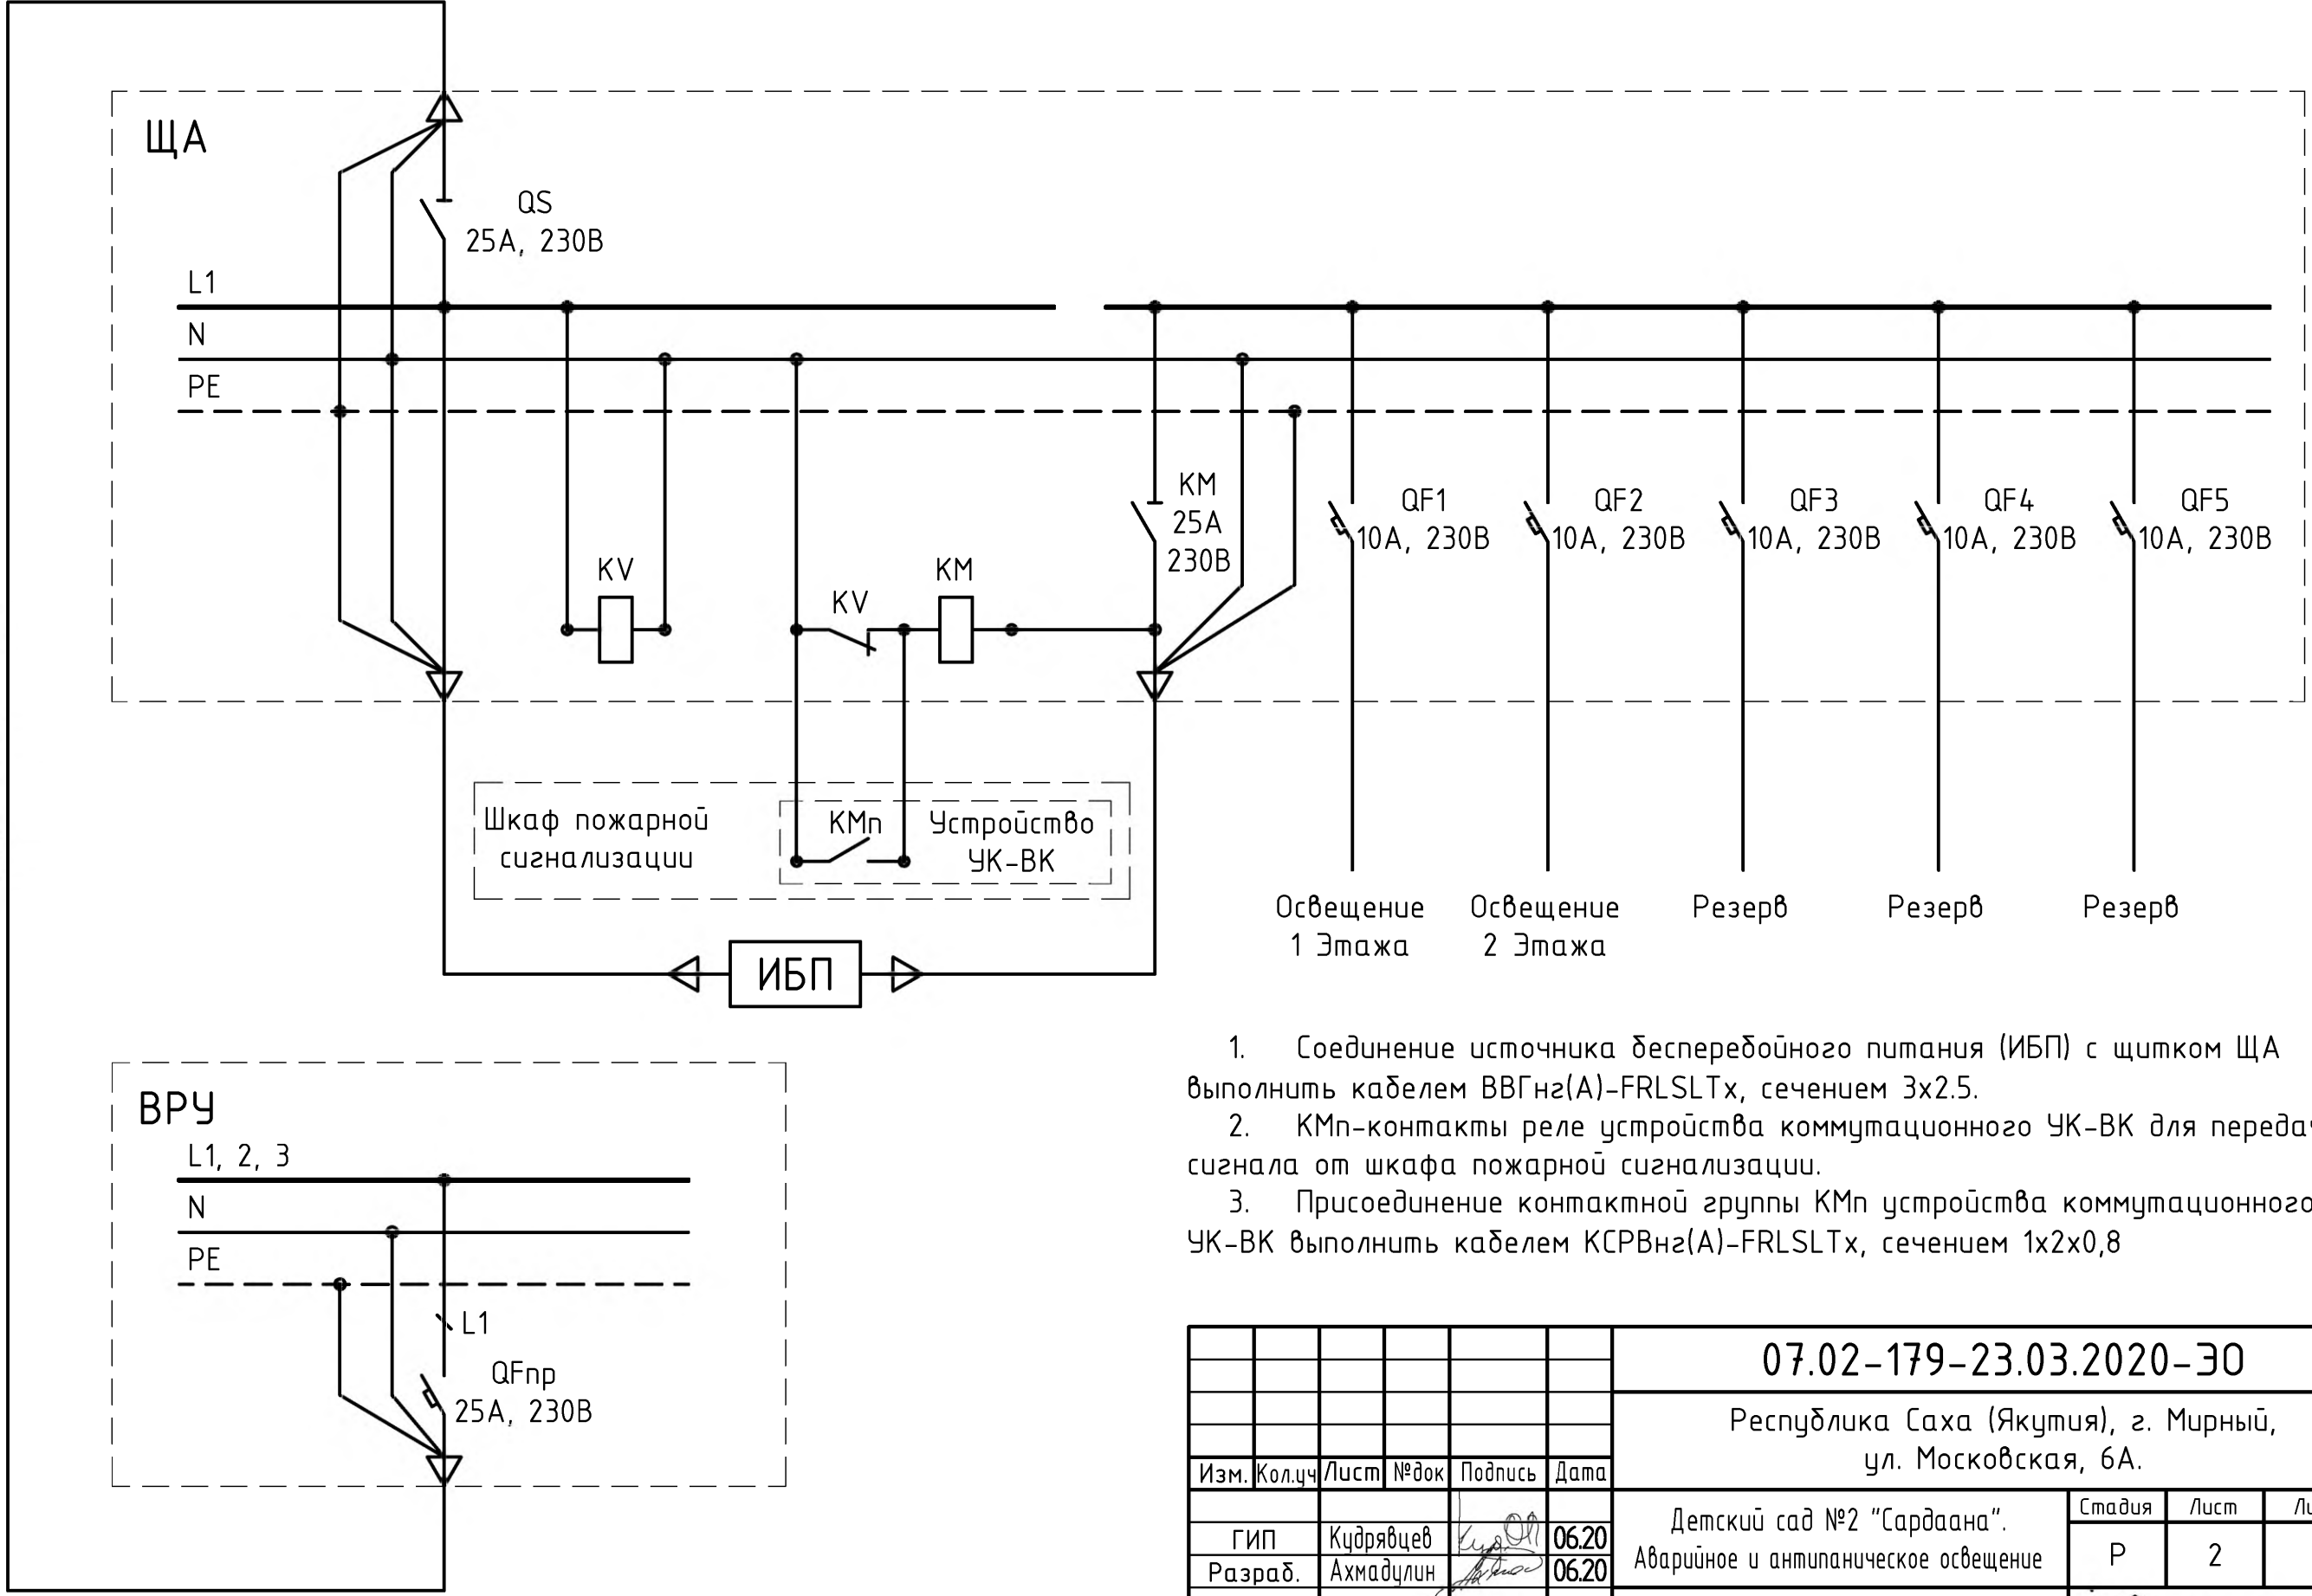 ЩА
QS
25А, 230В
L1
N
PE
KV
KV
KM
KM
25А
230В
QF1
10А, 230В
QF2
10А, 230В
QF3
10А, 230В
QF4
10А, 230В
QF5
10А, 230В
Шкаф пожарной
сигнализации
КМп
Устройство
УК-ВК
ИБП
Освещение
1 Этажа
Освещение
2 Этажа
Резерв
Резерв
Резерв
ВРУ
L1, 2, 3
N
PE
L1
QFпр
25А, 230В
1. Соединение источника бесперебойного питания (ИБП) с щитком ЩА
выполнить кабелем ВВГнг(А)-FRLSLTx, сечением 3х2.5.
2. КМп-контакты реле устройства коммутационного УК-ВК для передач
сигнала от шкафа пожарной сигнализации.
3. Присоединение контактной группы КМп устройства коммутационного
УК-ВК выполнить кабелем КСРВнг(А)-FRLSLTx, сечением 1х2х0,8
07.02-179-23.03.2020-ЭО
Республика Саха (Якутия), г. Мирный,
ул. Московская, 6А.
Изм. Кол.уч Лист №док Подпись Дата
Детский сад №2 "Сардаана".
Аварийное и антипаническое освещение
Стадия Лист
Р 2
ГИП Кудрявцев 06.20
Разраб. Ахмадулин 06.20